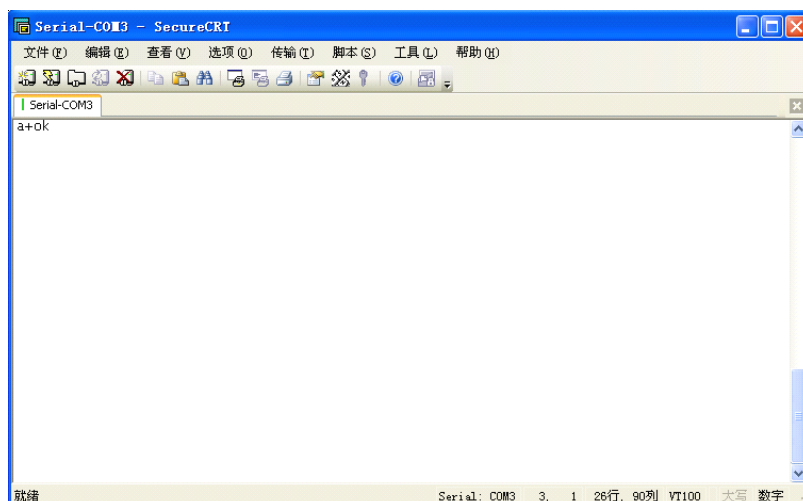 Serial-COM3 - SecureCRT
文件(F) 编辑(E) 查看(V) 选项(O) 传输(T) 脚本(S) 工具(L) 帮助(H)
Serial-COM3
a+ok
就绪 Serial: COM3 3, 1 26行, 90列 VT100 大写 数字